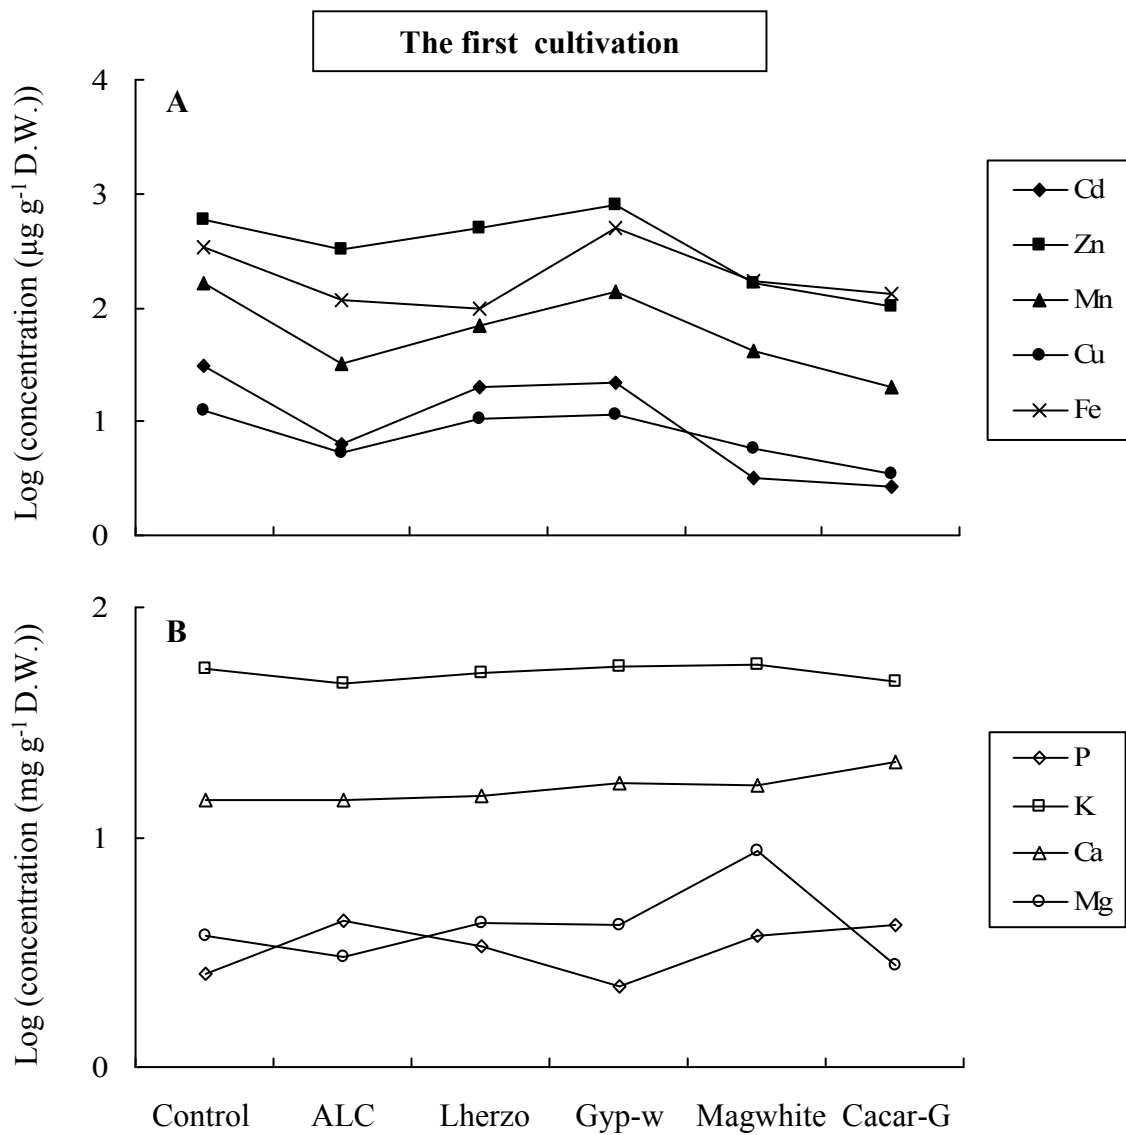 The first cultivation
A
Log (concentration (µg g⁻¹ D.W.))
4
3
2
1
0
Cd
Zn
Mn
Cu
Fe
B
Log (concentration (mg g⁻¹ D.W.))
2
1
0
P
K
Ca
Mg
Control ALC Lherzo Gyp-w Magwhite Cacar-G